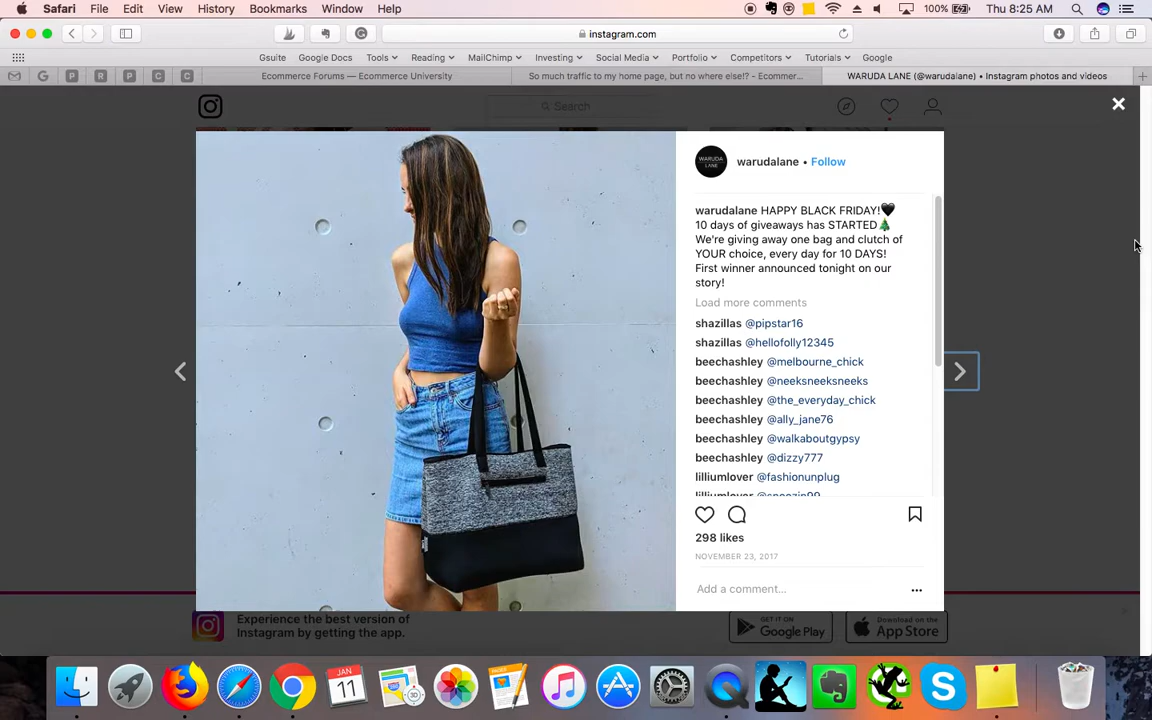 Safari File Edit View History Bookmarks Window Help 100% Thu 8:25 AM
instagram.com
Gsuite Google Docs Tools Reading MailChimp Investing Social Media Portfolio Competitors Tutorials Google
Ecommerce Forums — Ecommerce University So much traffic to my home page, but no where else!? - Ecommer... WARUDA LANE (@warudalane) • Instagram photos and videos
Search
WARUDA LANE
warudalane • Follow
warudalane HAPPY BLACK FRIDAY!🖤
10 days of giveaways has STARTED🎄
We're giving away one bag and clutch of
YOUR choice, every day for 10 DAYS!
First winner announced tonight on our
story!
Load more comments
shazillas @pipstar16
shazillas @hellofolly12345
beechashley @melbourne_chick
beechashley @neeksneeksneeks
beechashley @the_everyday_chick
beechashley @ally_jane76
beechashley @walkaboutgypsy
beechashley @dizzy777
lilliumlover @fashionunplug
lilliumlover
298 likes
NOVEMBER 23, 2017
Add a comment...
Experience the best version of
Instagram by getting the app.
GET IT ON
Google Play
Download on the
App Store
JAN
11
3D